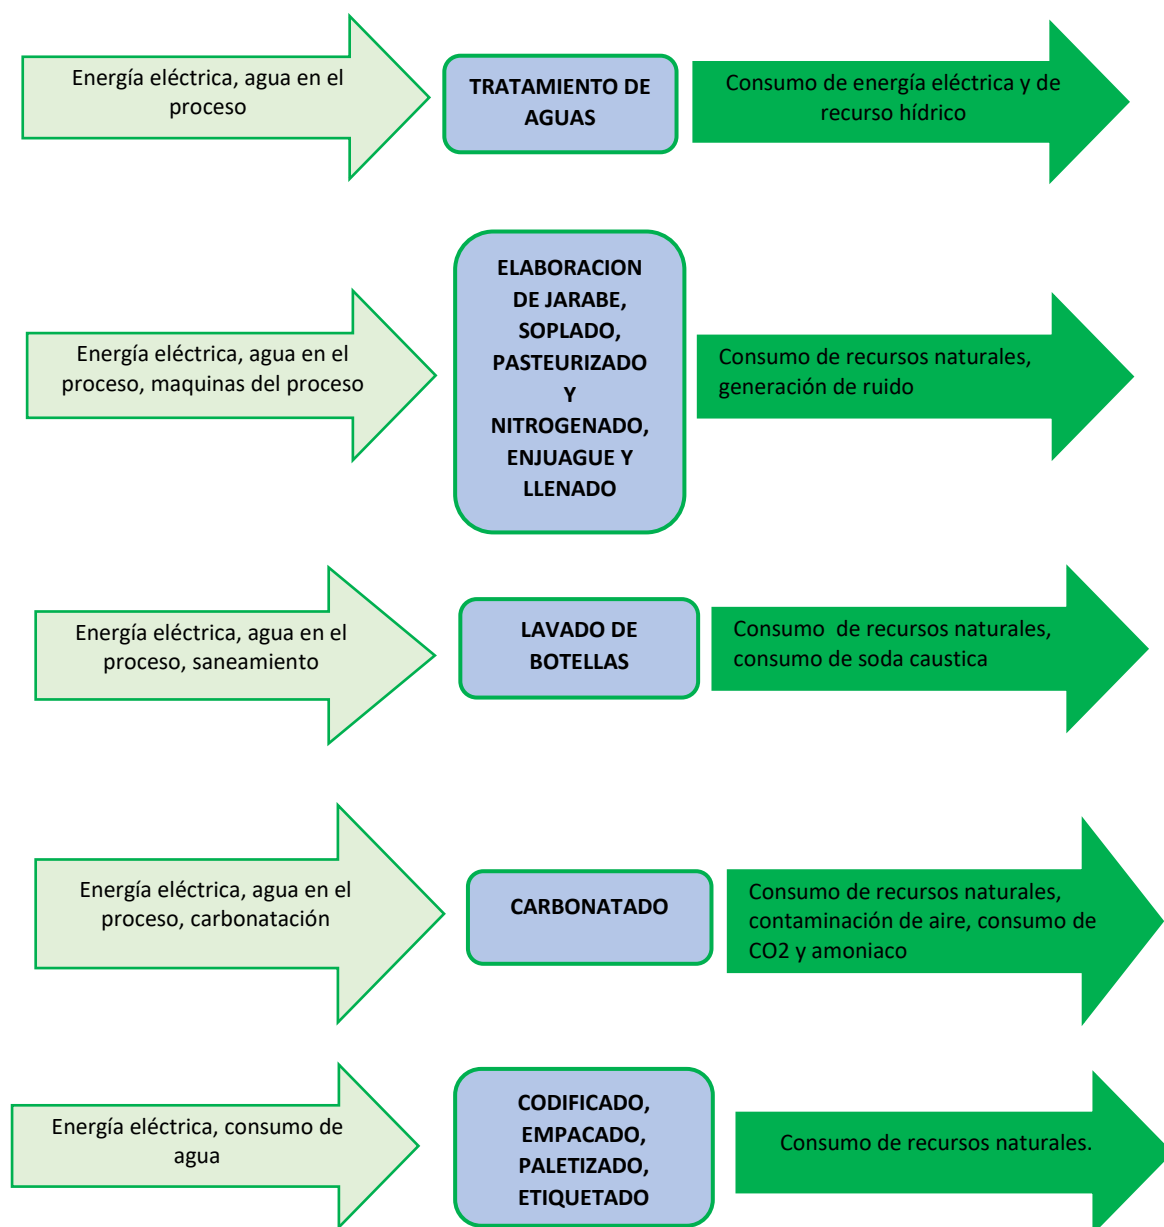 Energía eléctrica, agua en el
proceso
TRATAMIENTO DE
AGUAS
Consumo de energía eléctrica y de
recurso hídrico
Energía eléctrica, agua en el
proceso, maquinas del proceso
ELABORACION
DE JARABE,
SOPLADO,
PASTEURIZADO
Y
NITROGENADO,
ENJUAGUE Y
LLENADO
Consumo de recursos naturales,
generación de ruido
Energía eléctrica, agua en el
proceso, saneamiento
LAVADO DE
BOTELLAS
Consumo  de recursos naturales,
consumo de soda caustica
Energía eléctrica, agua en el
proceso, carbonatación
CARBONATADO
Consumo de recursos naturales,
contaminación de aire, consumo de
CO2 y amoniaco
Energía eléctrica, consumo de
agua
CODIFICADO,
EMPACADO,
PALETIZADO,
ETIQUETADO
Consumo de recursos naturales.